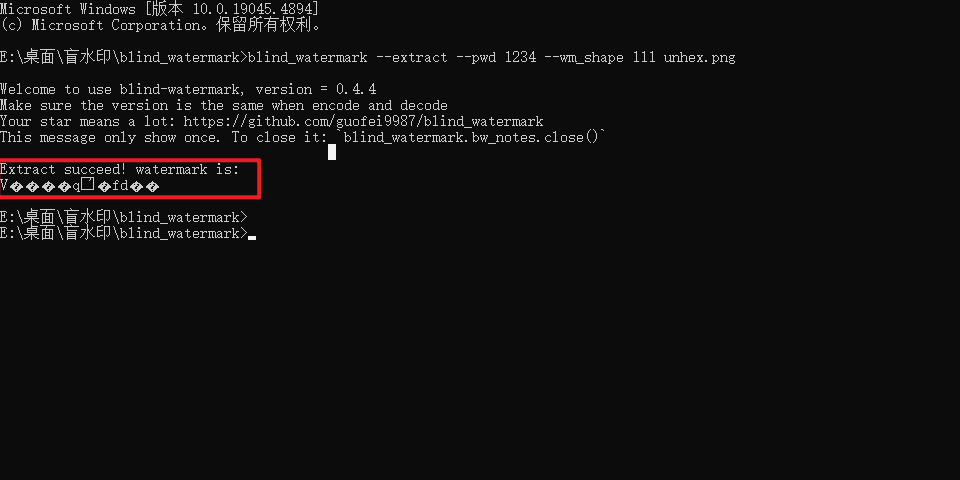 Microsoft Windows [版本 10.0.19045.4894]
(c) Microsoft Corporation。保留所有权利。
E:\桌面\盲水印\blind_watermark>blind_watermark --extract --pwd 1234 --wm_shape 111 unhex.png
Welcome to use blind-watermark, version = 0.4.4
Make sure the version is the same when encode and decode
Your star means a lot: https://github.com/guofei9987/blind_watermark
This message only show once. To close it: `blind_watermark.bw_notes.close()`
Extract succeed! watermark is:
V����q�fd��
E:\桌面\盲水印\blind_watermark>
E:\桌面\盲水印\blind_watermark>